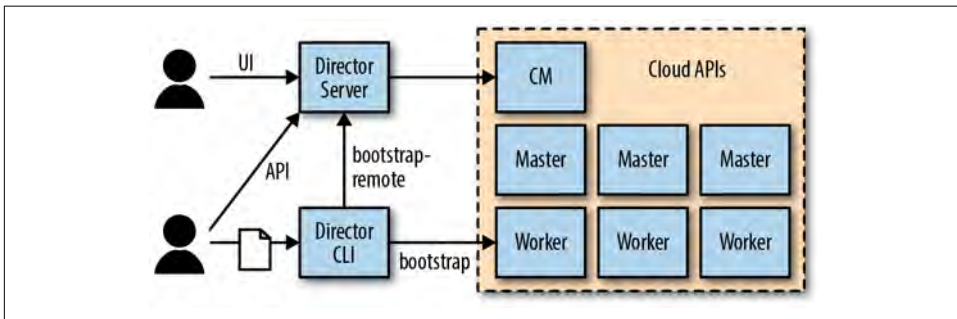 UI
Director
Server
CM
Cloud APIs
API
bootstrap-
remote
Master
Master
Master
Director
CLI
bootstrap
Worker
Worker
Worker